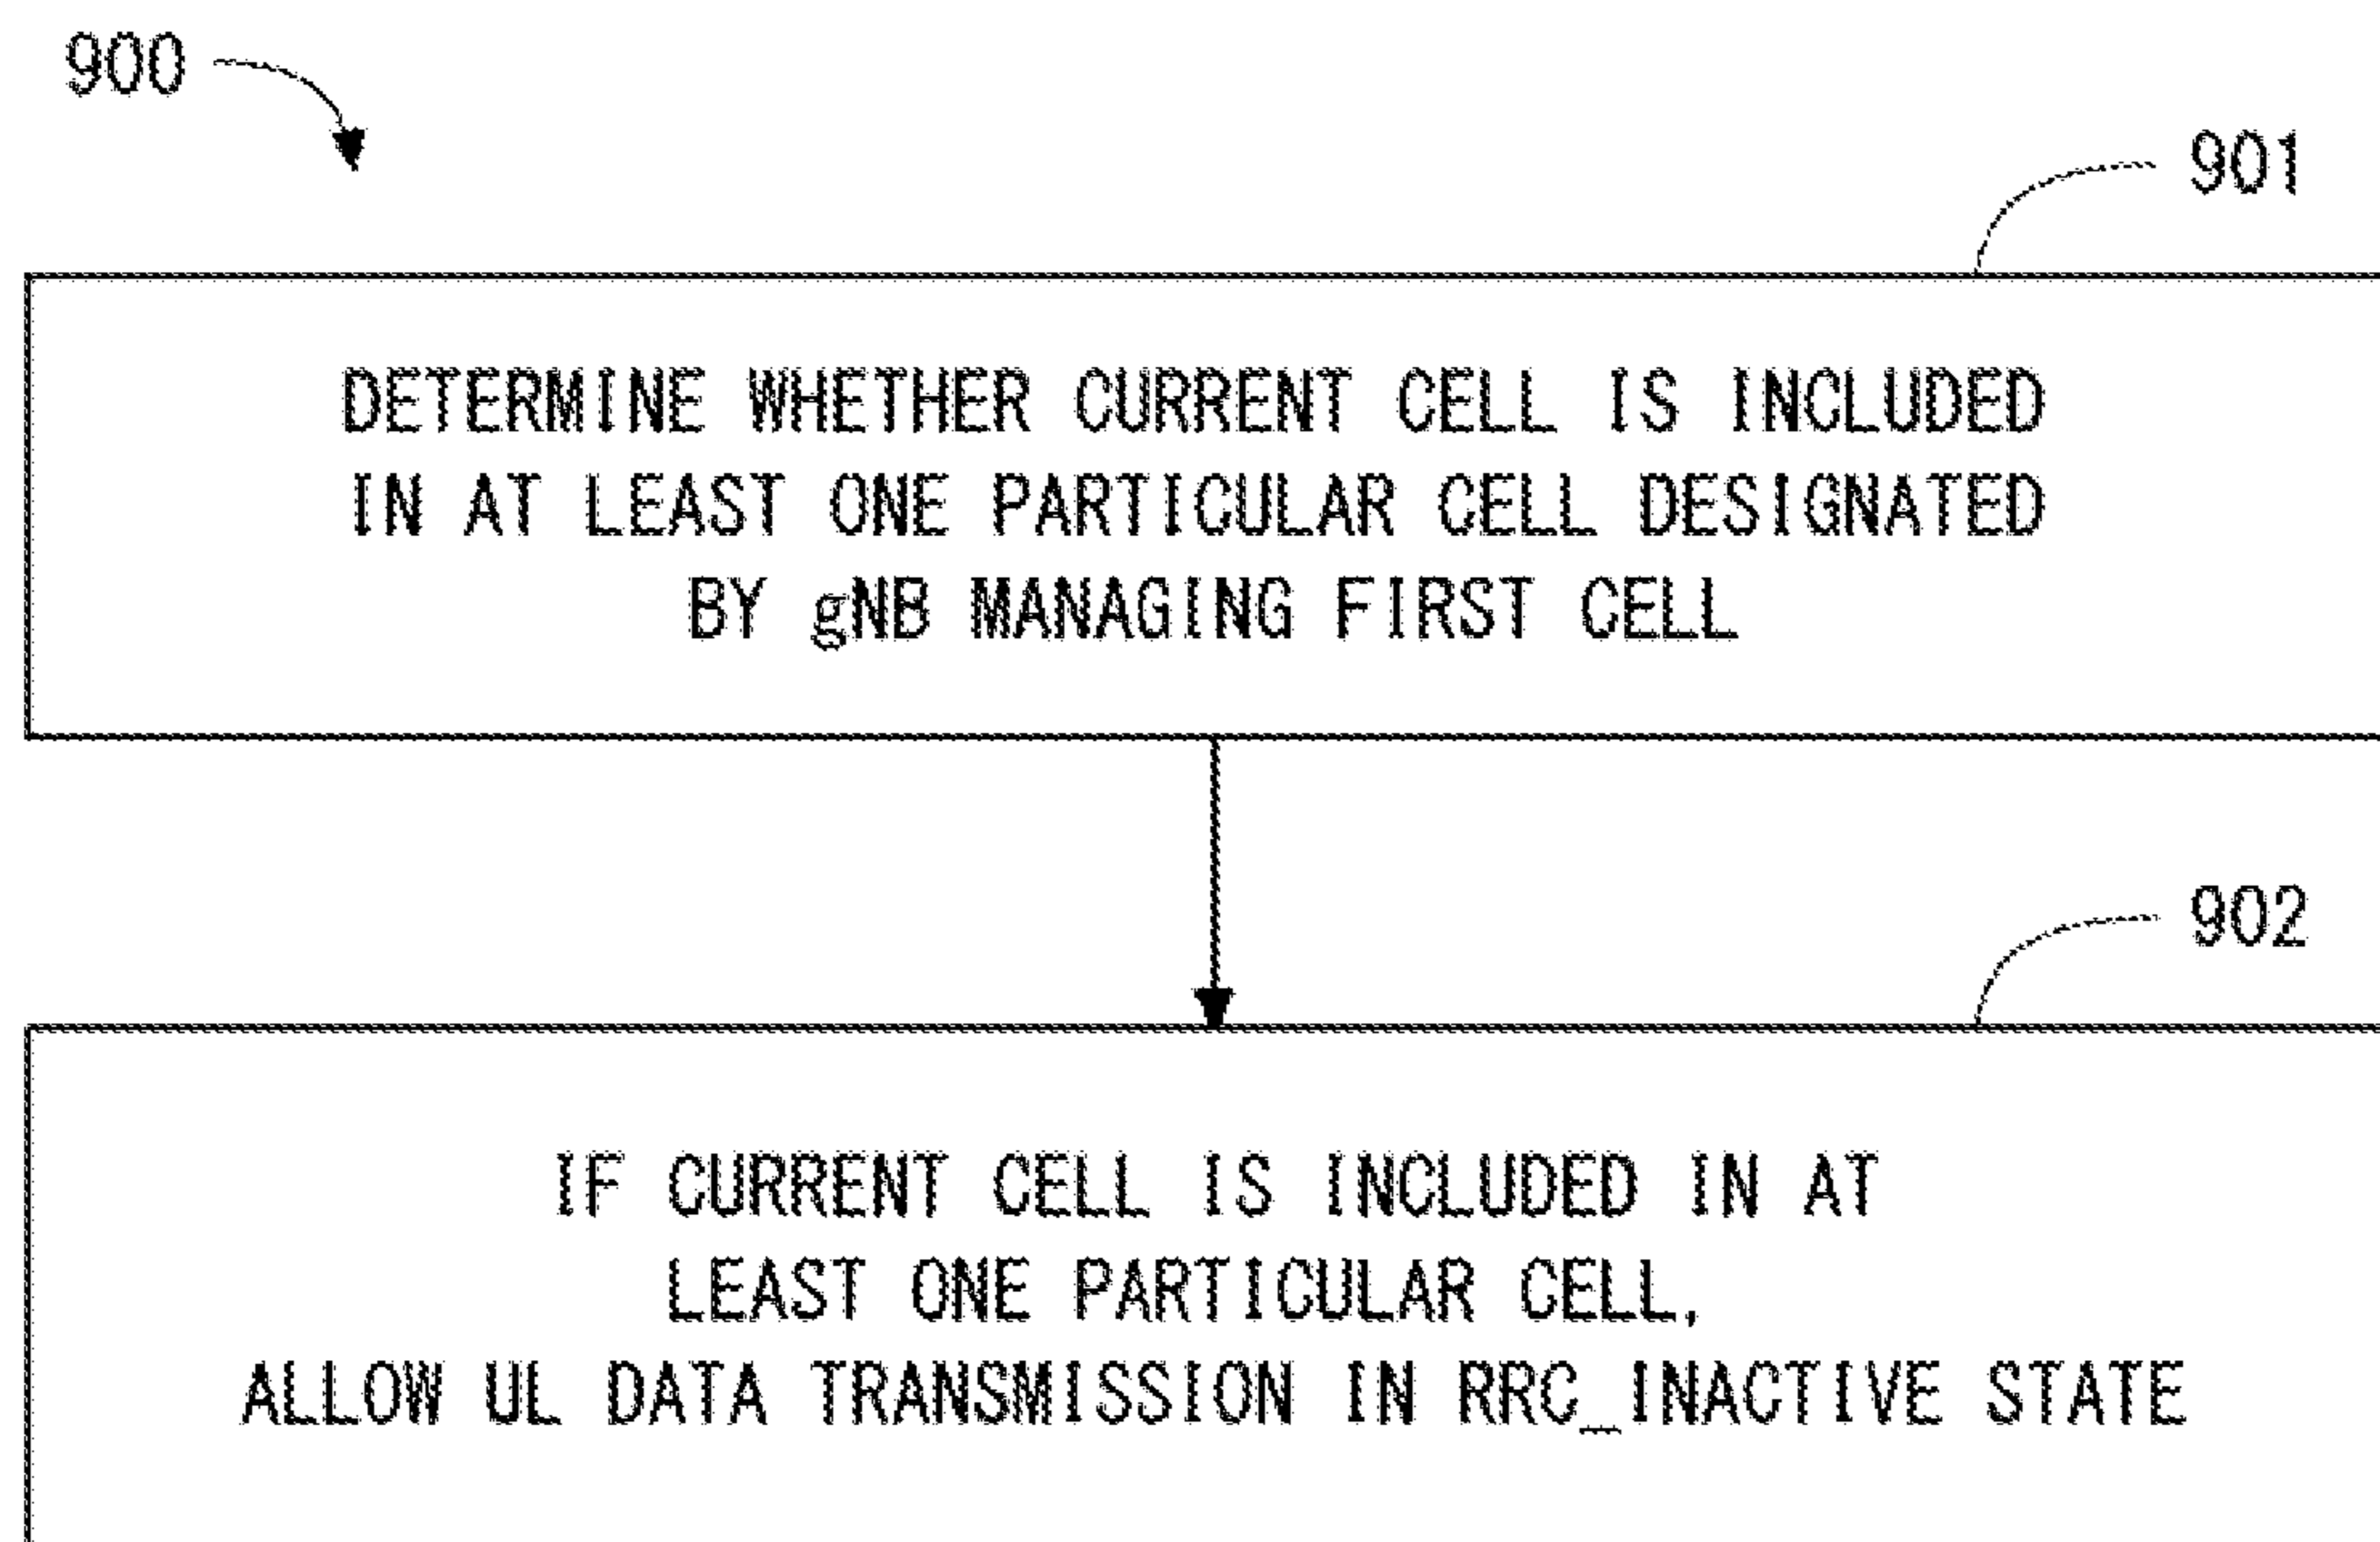 900
901
DETERMINE WHETHER CURRENT CELL IS INCLUDED
IN AT LEAST ONE PARTICULAR CELL DESIGNATED
BY gNB MANAGING FIRST CELL
902
IF CURRENT CELL IS INCLUDED IN AT
LEAST ONE PARTICULAR CELL,
ALLOW UL DATA TRANSMISSION IN RRC_INACTIVE STATE